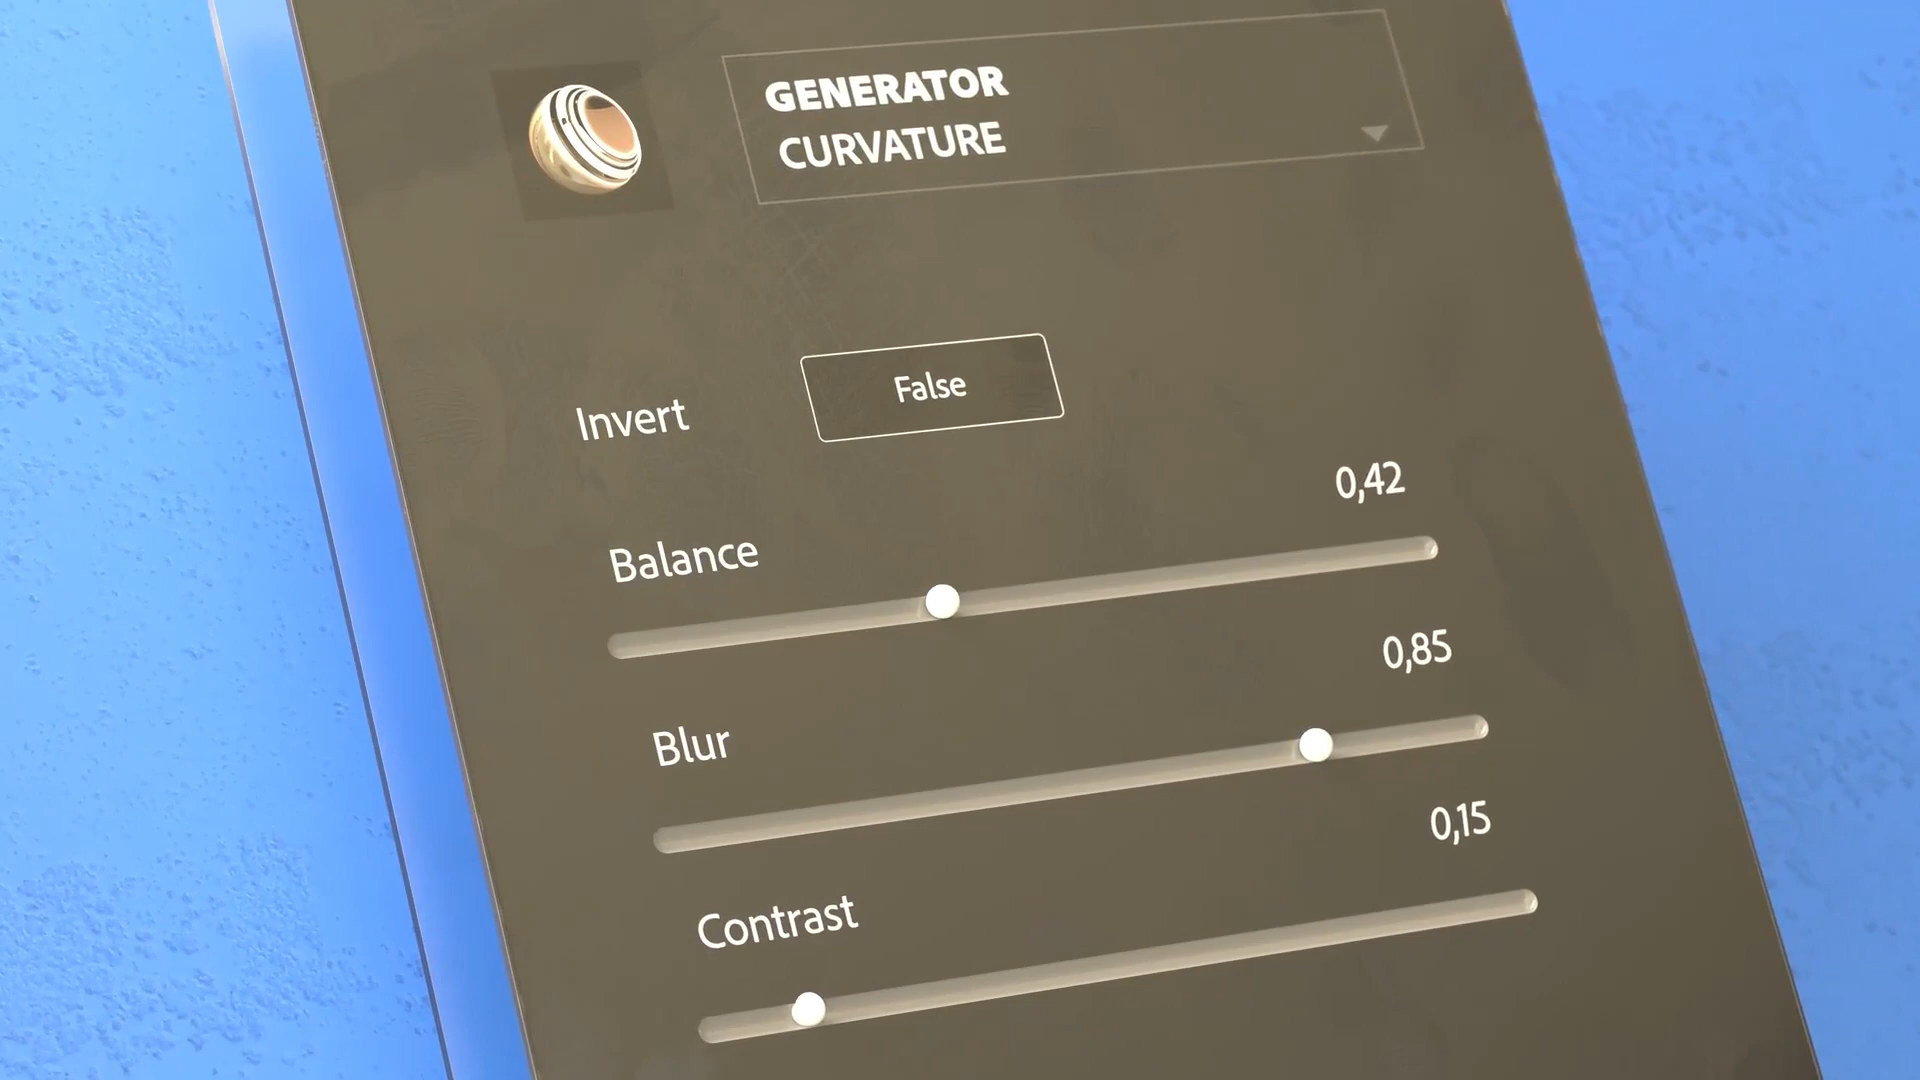 GENERATOR
CURVATURE
Invert
False
0,42
Balance
0,85
Blur
0,15
Contrast